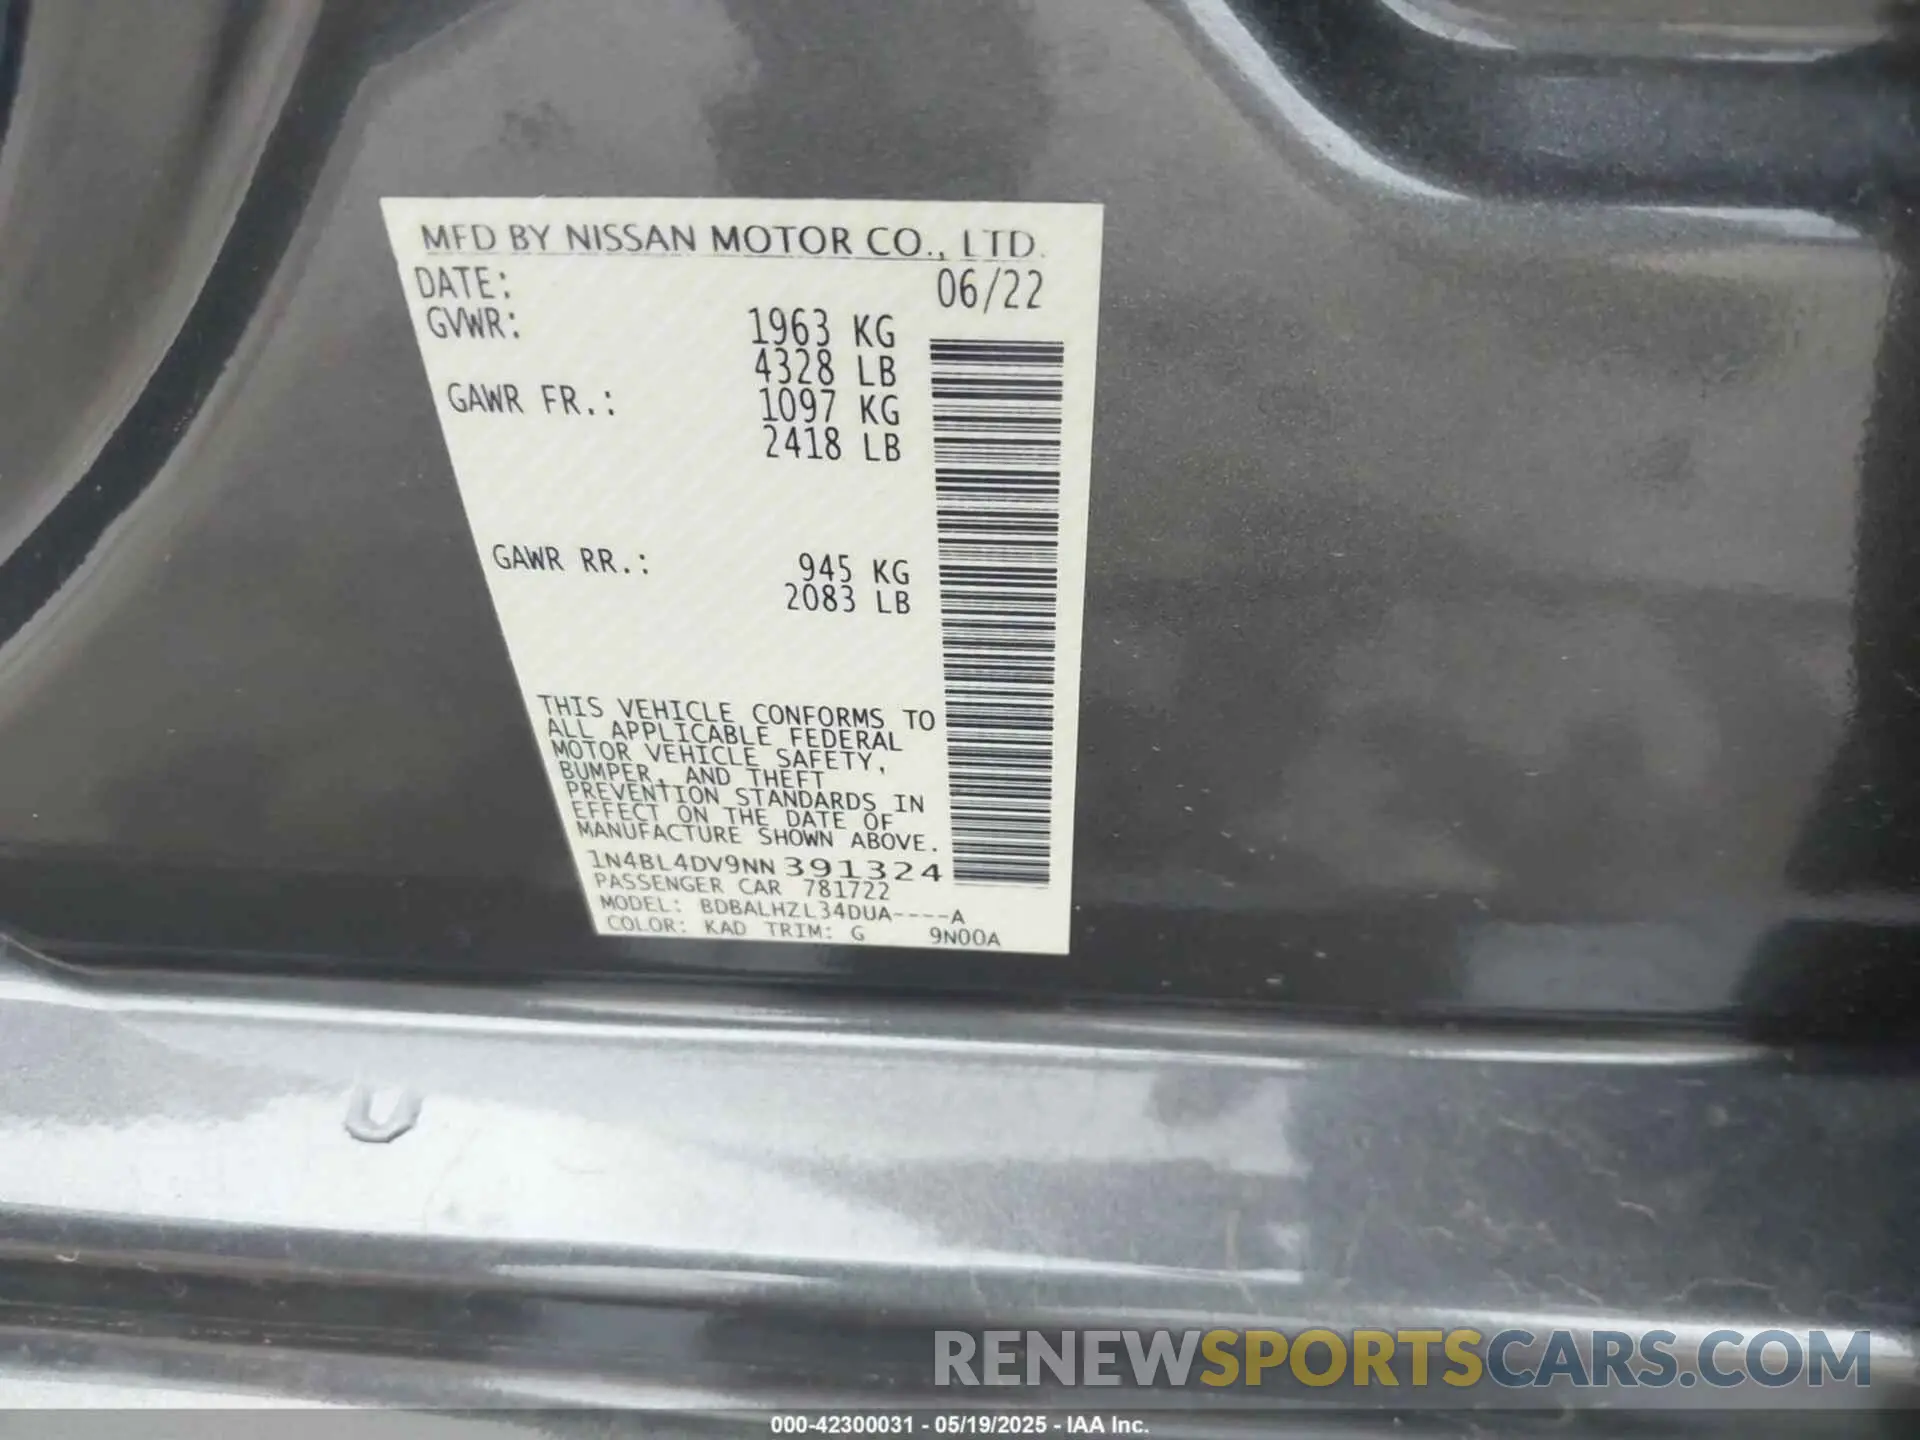 MFD BY NISSAN MOTOR CO., LTD.
DATE: 06/22
GVWR: 1963 KG
4328 LB
GAWR FR.: 1097 KG
2418 LB
GAWR RR.: 945 KG
2083 LB
THIS VEHICLE CONFORMS TO
ALL APPLICABLE FEDERAL
MOTOR VEHICLE SAFETY,
BUMPER, AND THEFT
PREVENTION STANDARDS IN
EFFECT ON THE DATE OF
MANUFACTURE SHOWN ABOVE.
1N4BL4DV9NN391324
PASSENGER CAR 781722
MODEL: BDBALHZL34DUA----A
COLOR: KAD TRIM: G 9N00A
RENEWSPORTSCARS.COM
000-42300031 - 05/19/2025 - IAA Inc.